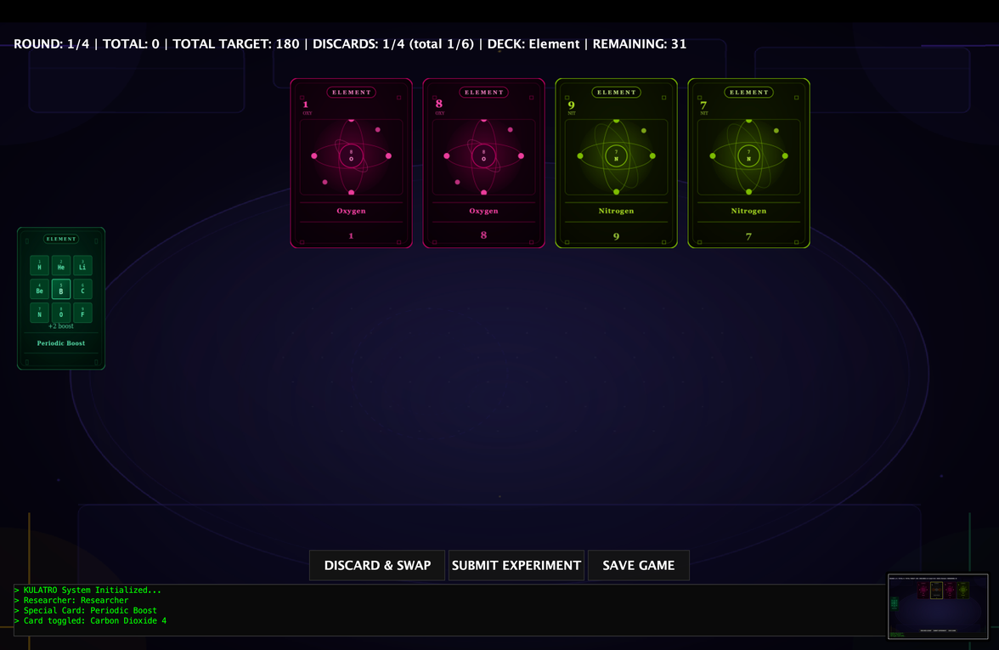 ROUND: 1/4 | TOTAL: 0 | TOTAL TARGET: 180 | DISCARDS: 1/4 (total 1/6) | DECK: Element | REMAINING: 31
ELEMENT
1
OXY
8
O
Oxygen
1
ELEMENT
8
OXY
8
O
Oxygen
8
ELEMENT
9
NIT
7
N
Nitrogen
9
ELEMENT
7
NIT
7
N
Nitrogen
7
ELEMENT
1 2 3
H He Li
4 5 6
Be B C
7 8 9
N O F
+2 boost
Periodic Boost
DISCARD & SWAP
SUBMIT EXPERIMENT
SAVE GAME
> KULATRO System Initialized...
> Researcher: Researcher
> Special Card: Periodic Boost
> Card toggled: Carbon Dioxide 4